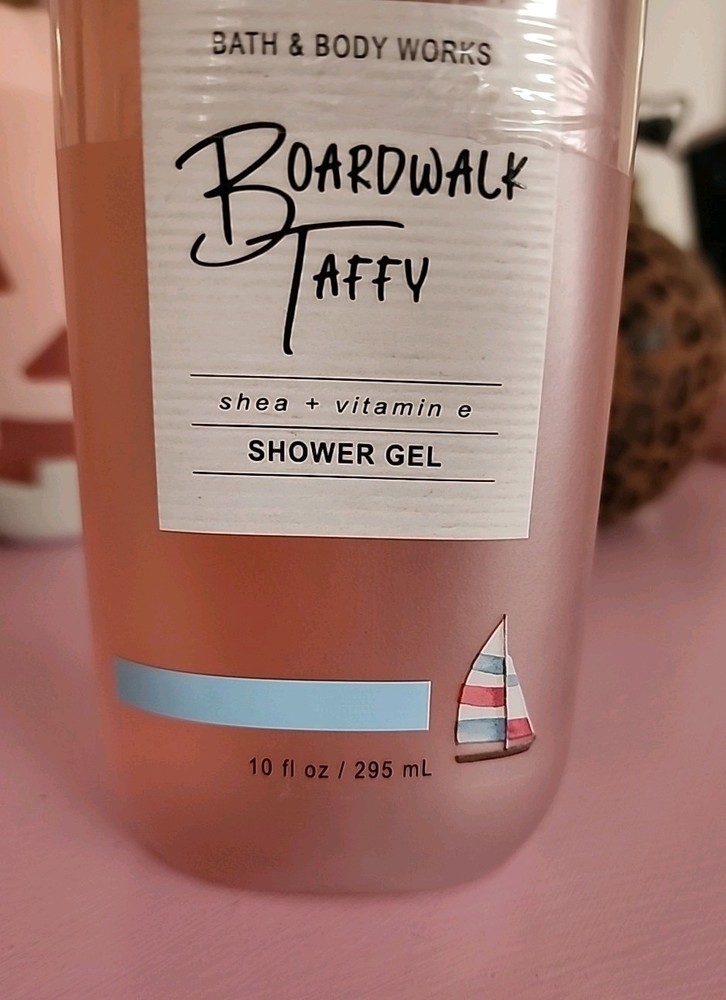 BATH & BODY WORKS
BOARDWALK
TAFFY
shea + vitamin e
SHOWER GEL
10 fl oz / 295 mL